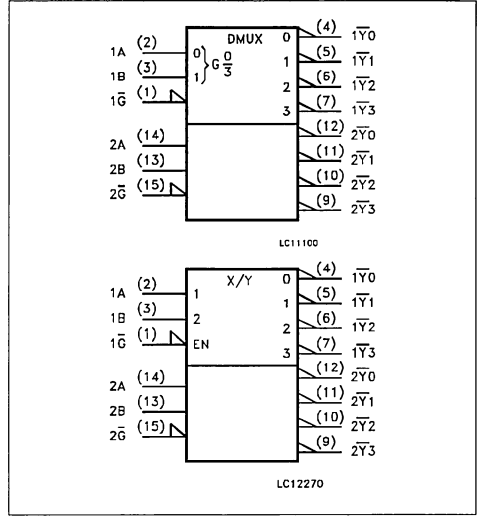 DMUX
1A (2) 0 } G 0/3 0 (4) 1Y̅0
1B (3) 1 1 (5) 1Y̅1
1G̅ (1) 2 (6) 1Y̅2
3 (7) 1Y̅3
2A (14) (12) 2Y̅0
2B (13) (11) 2Y̅1
2G̅ (15) (10) 2Y̅2
(9) 2Y̅3
LC11100
X/Y
1A (2) 1 0 (4) 1Y̅0
1B (3) 2 1 (5) 1Y̅1
1G̅ (1) EN 2 (6) 1Y̅2
3 (7) 1Y̅3
2A (14) (12) 2Y̅0
2B (13) (11) 2Y̅1
2G̅ (15) (10) 2Y̅2
(9) 2Y̅3
LC12270